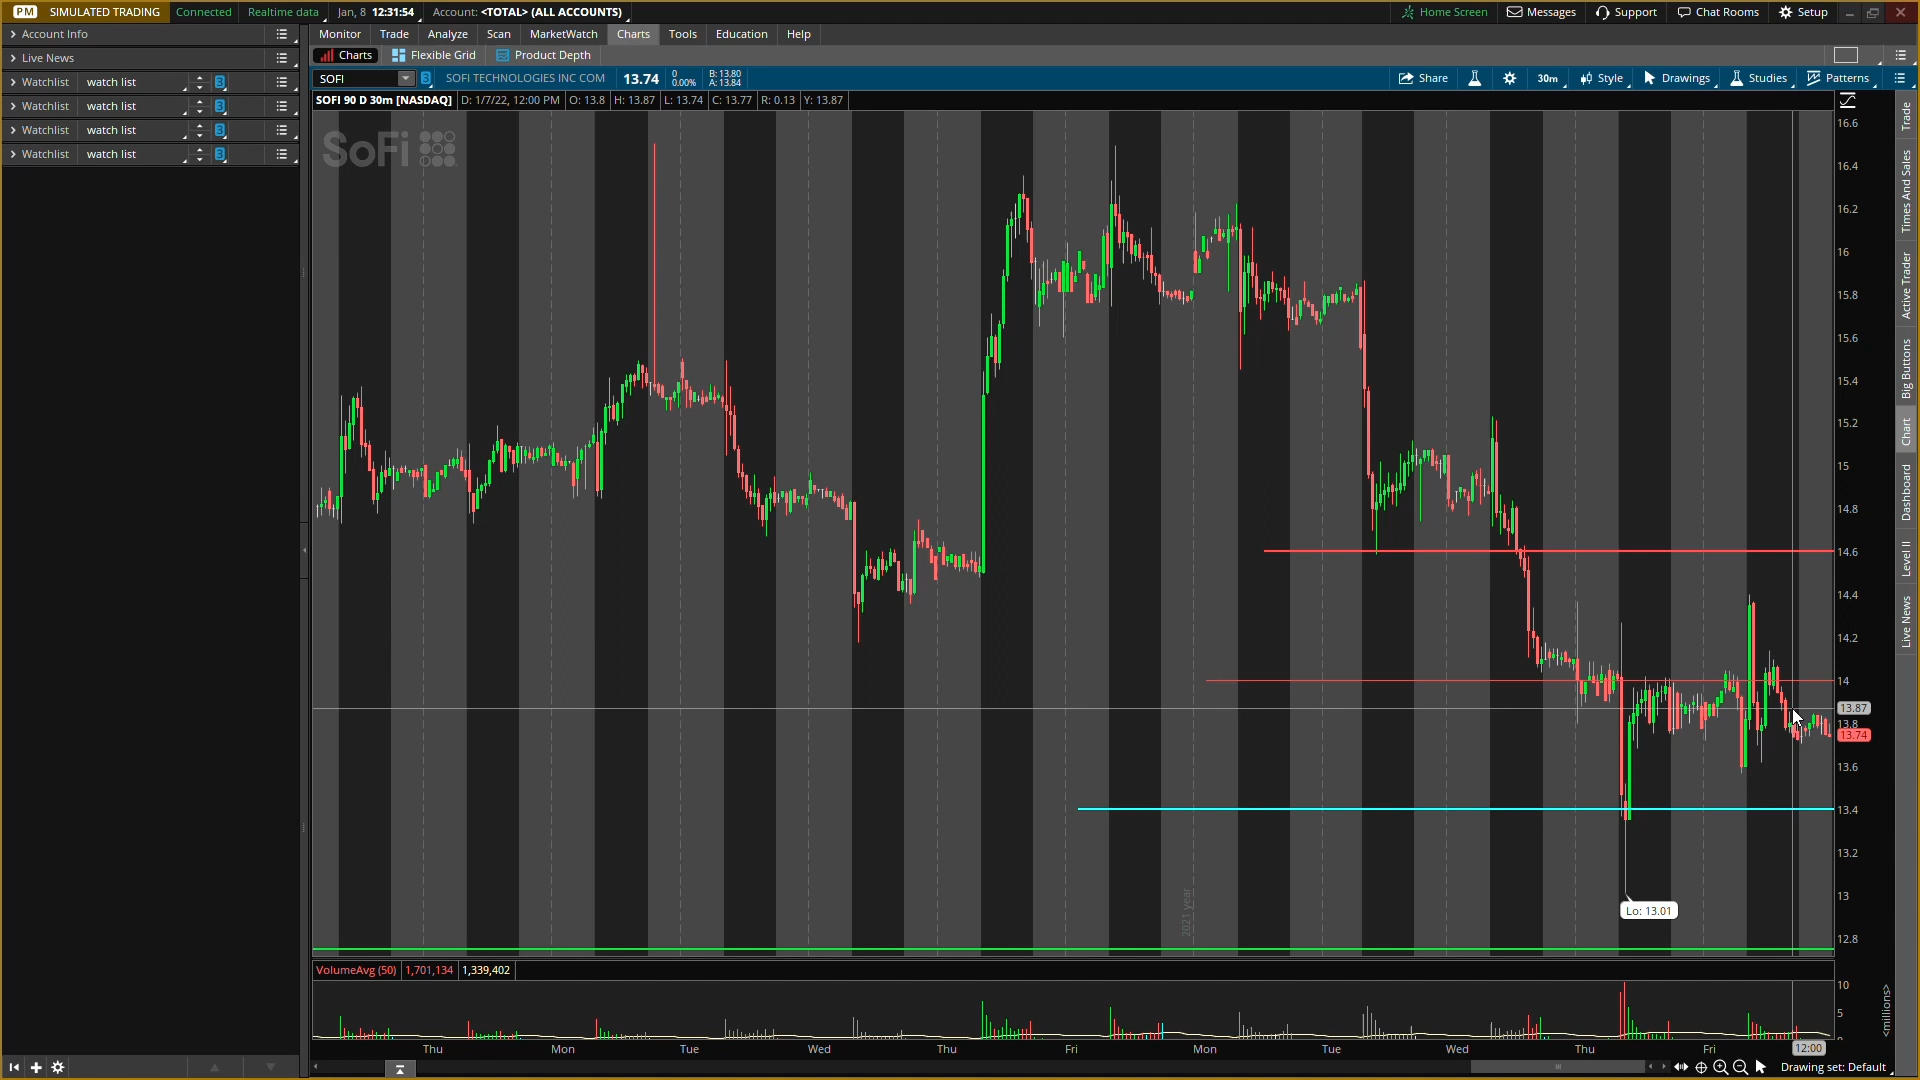 PM SIMULATED TRADING Connected Realtime data Jan, 8 12:31:54 Account: <TOTAL> (ALL ACCOUNTS) Home Screen Messages Support Chat Rooms Setup
Account Info
Live News
Watchlist watch list 3
Watchlist watch list 3
Watchlist watch list 3
Watchlist watch list 3
Monitor Trade Analyze Scan MarketWatch Charts Tools Education Help
Charts Flexible Grid Product Depth
SOFI 3 SOFI TECHNOLOGIES INC COM 13.74 0 0.00% B: 13.80 A: 13.84 Share 30m Style Drawings Studies Patterns
SOFI 90 D 30m [NASDAQ] D: 1/7/22, 12:00 PM O: 13.8 H: 13.87 L: 13.74 C: 13.77 R: 0.13 Y: 13.87
SoFi
16.6
16.4
16.2
16
15.8
15.6
15.4
15.2
15
14.8
14.6
14.4
14.2
14
13.87
13.8
13.74
13.6
13.4
13.2
13
12.8
Lo: 13.01
2021 year
VolumeAvg (50) 1,701,134 1,339,402
10
5
0
<millions>
Thu Mon Tue Wed Thu Fri Mon Tue Wed Thu Fri 12:00
Drawing set: Default
Trade
Times And Sales
Active Trader
Big Buttons
Chart
Dashboard
Level II
Live News